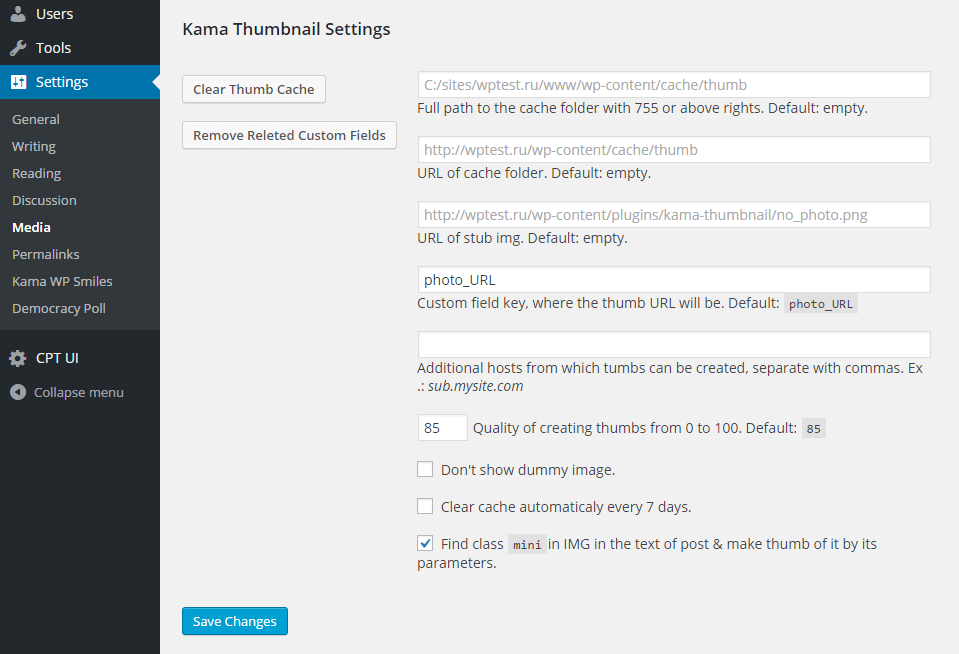 Users
Tools
Settings
General
Writing
Reading
Discussion
Media
Permalinks
Kama WP Smiles
Democracy Poll
CPT UI
Collapse menu
Kama Thumbnail Settings
Clear Thumb Cache
Remove Releted Custom Fields
C:/sites/wptest.ru/www/wp-content/cache/thumb
Full path to the cache folder with 755 or above rights. Default: empty.
http://wptest.ru/wp-content/cache/thumb
URL of cache folder. Default: empty.
http://wptest.ru/wp-content/plugins/kama-thumbnail/no_photo.png
URL of stub img. Default: empty.
photo_URL
Custom field key, where the thumb URL will be. Default: photo_URL
Additional hosts from which tumbs can be created, separate with commas. Ex
.: sub.mysite.com
85 Quality of creating thumbs from 0 to 100. Default: 85
Don't show dummy image.
Clear cache automaticaly every 7 days.
Find class mini in IMG in the text of post & make thumb of it by its
parameters.
Save Changes